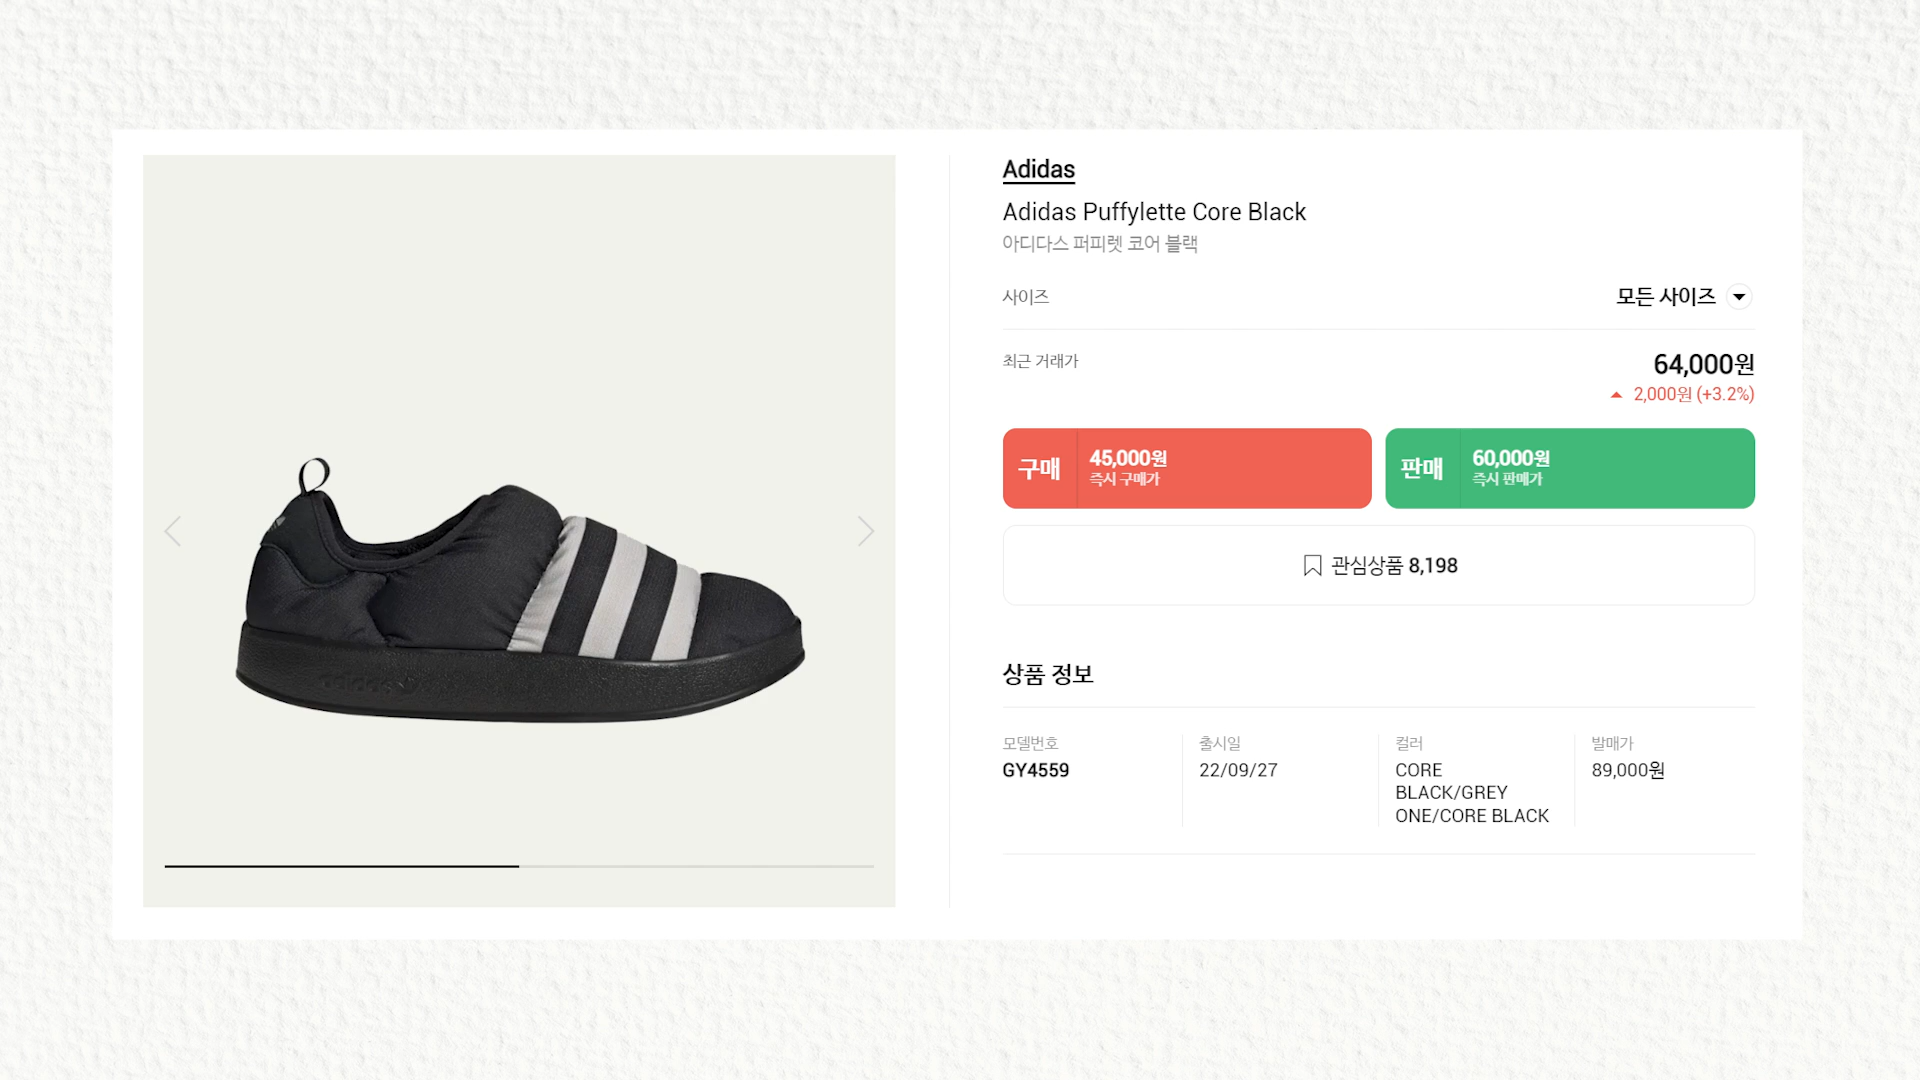 Adidas
Adidas Puffylette Core Black
아디다스 퍼피렛 코어 블랙
사이즈
모든 사이즈
최근 거래가
64,000원
2,000원 (+3.2%)
구매
45,000원
즉시 구매가
판매
60,000원
즉시 판매가
관심상품 8,198
상품 정보
모델번호
GY4559
출시일
22/09/27
컬러
CORE
BLACK/GREY
ONE/CORE BLACK
발매가
89,000원
adidas